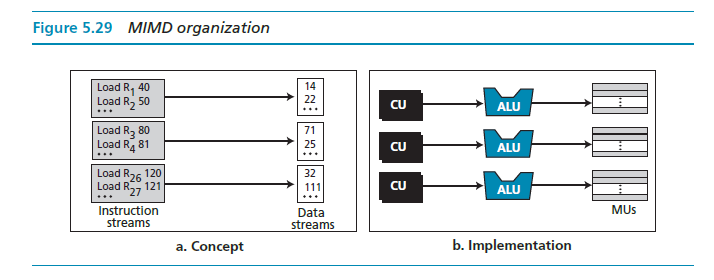 Figure 5.29 MIMD organization
Load R1 40
Load R2 50
•••
14
22
•••
Load R3 80
Load R4 81
•••
71
25
•••
Load R26 120
Load R27 121
•••
32
111
•••
Instruction
streams
Data
streams
a. Concept
CU
ALU
CU
ALU
CU
ALU
MUs
b. Implementation